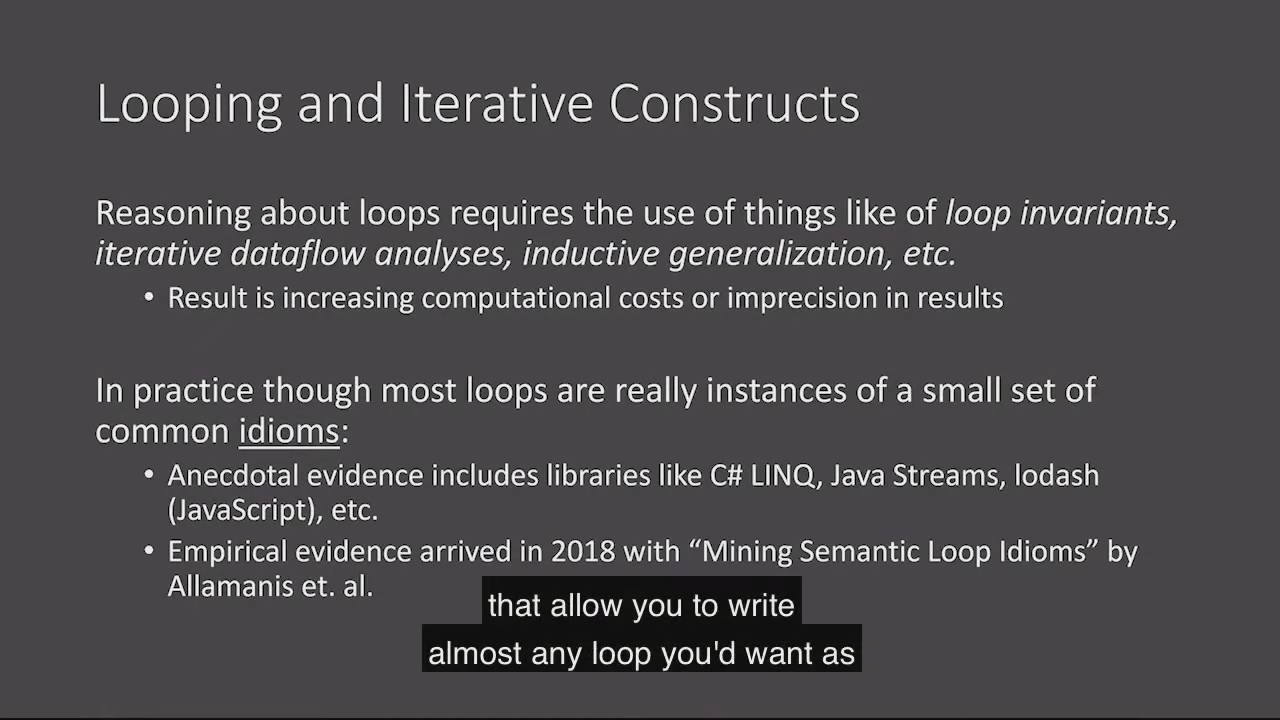 Looping and Iterative Constructs
Reasoning about loops requires the use of things like of loop invariants,
iterative dataflow analyses, inductive generalization, etc.
• Result is increasing computational costs or imprecision in results
In practice though most loops are really instances of a small set of
common idioms:
• Anecdotal evidence includes libraries like C# LINQ, Java Streams, lodash
(JavaScript), etc.
• Empirical evidence arrived in 2018 with “Mining Semantic Loop Idioms” by
Allamanis et. al.
that allow you to write
almost any loop you'd want as